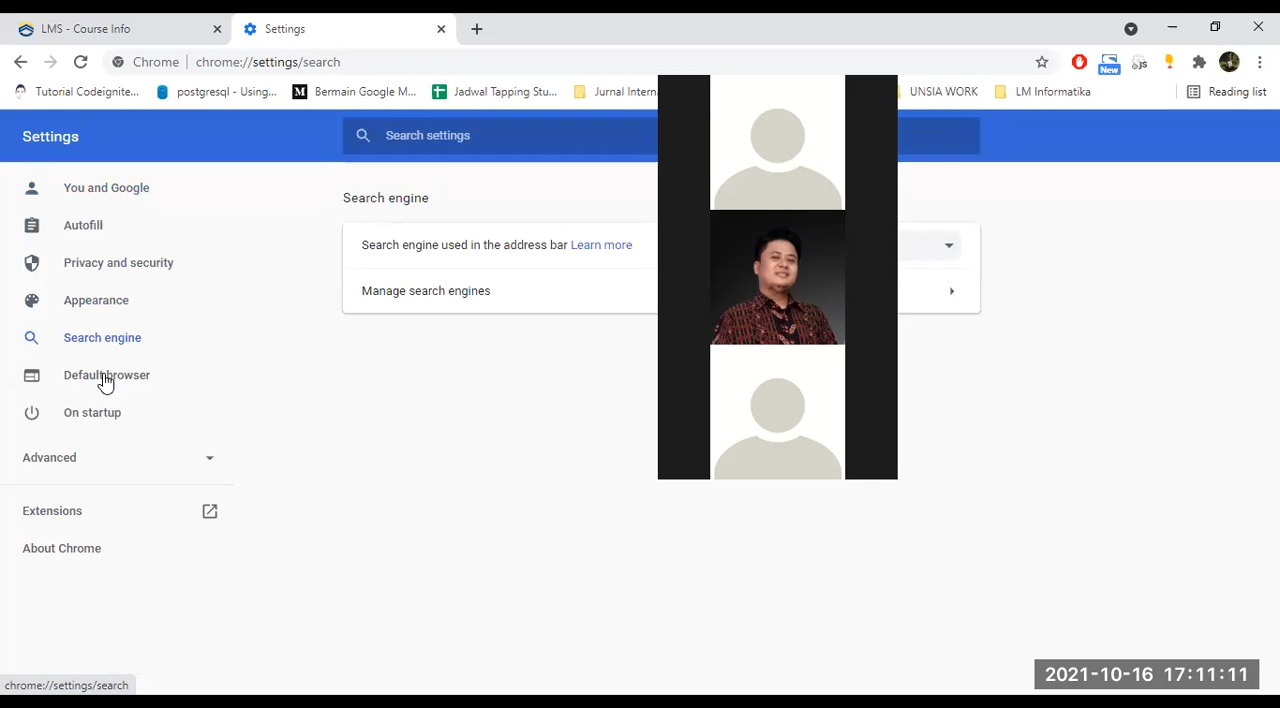 LMS - Course Info
Settings
Chrome
chrome://settings/search
New
js
Tutorial Codeignite...
postgresql - Using...
M
Bermain Google M...
Jadwal Tapping Stu...
Jurnal Intern
UNSIA WORK
LM Informatika
Reading list
Settings
Search settings
You and Google
Autofill
Privacy and security
Appearance
Search engine
Default browser
On startup
Advanced
Extensions
About Chrome
Search engine
Search engine used in the address bar Learn more
Manage search engines
chrome://settings/search
2021-10-16 17:11:11